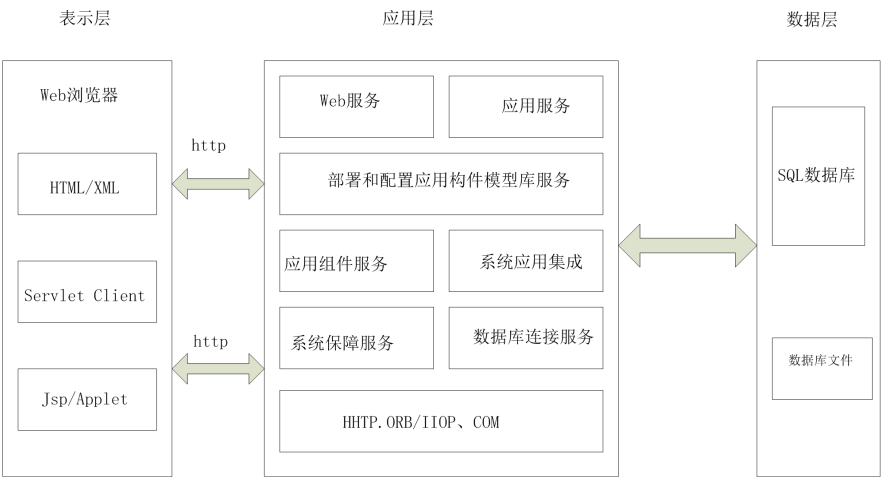 表示层
应用层
数据层
Web浏览器
HTML/XML
Servlet Client
Jsp/Applet
http
http
Web服务
应用服务
部署和配置应用构件模型库服务
应用组件服务
系统应用集成
系统保障服务
数据库连接服务
HHTP.ORB/IIOP、COM
SQL数据库
数据库文件